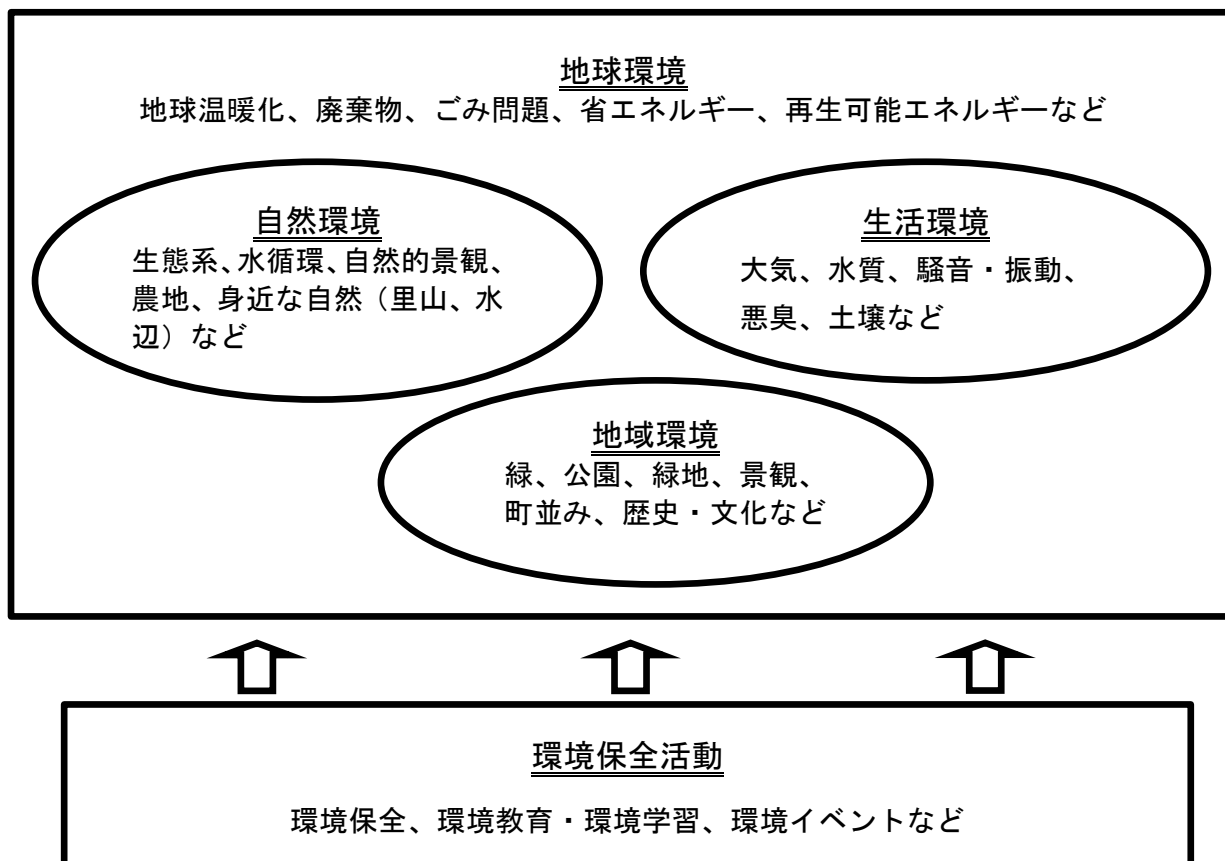 地球環境
地球温暖化、廃棄物、ごみ問題、省エネルギー、再生可能エネルギーなど
自然環境
生態系、水循環、自然的景観、
農地、身近な自然（里山、水
辺）など
生活環境
大気、水質、騒音・振動、
悪臭、土壌など
地域環境
緑、公園、緑地、景観、
町並み、歴史・文化など
環境保全活動
環境保全、環境教育・環境学習、環境イベントなど